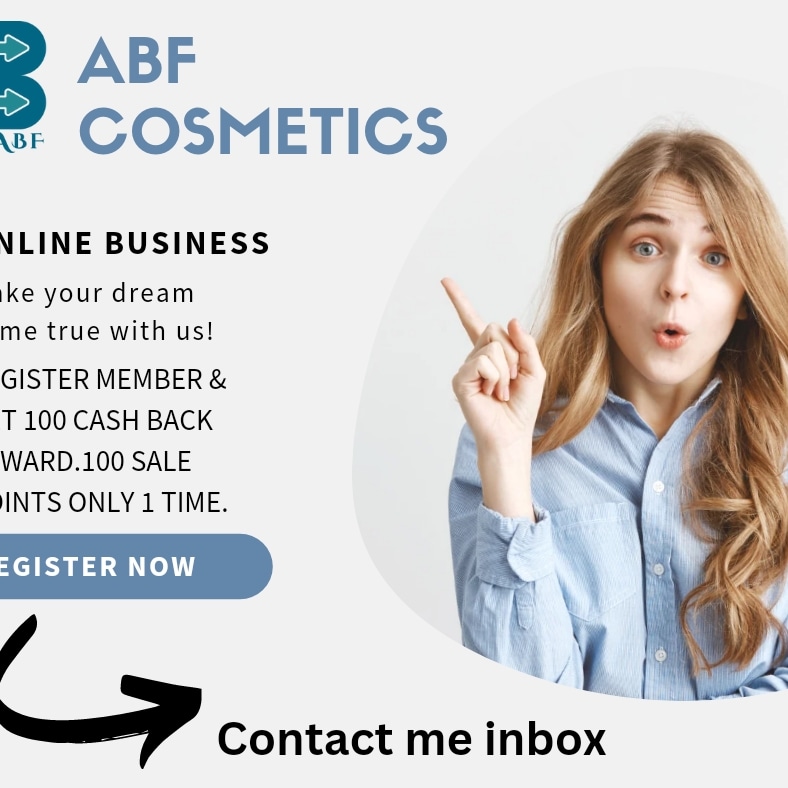 ABF
ABF
COSMETICS
NLINE BUSINESS
ake your dream
me true with us!
GISTER MEMBER &
T 100 CASH BACK
WARD.100 SALE
OINTS ONLY 1 TIME.
EGISTER NOW
Contact me inbox